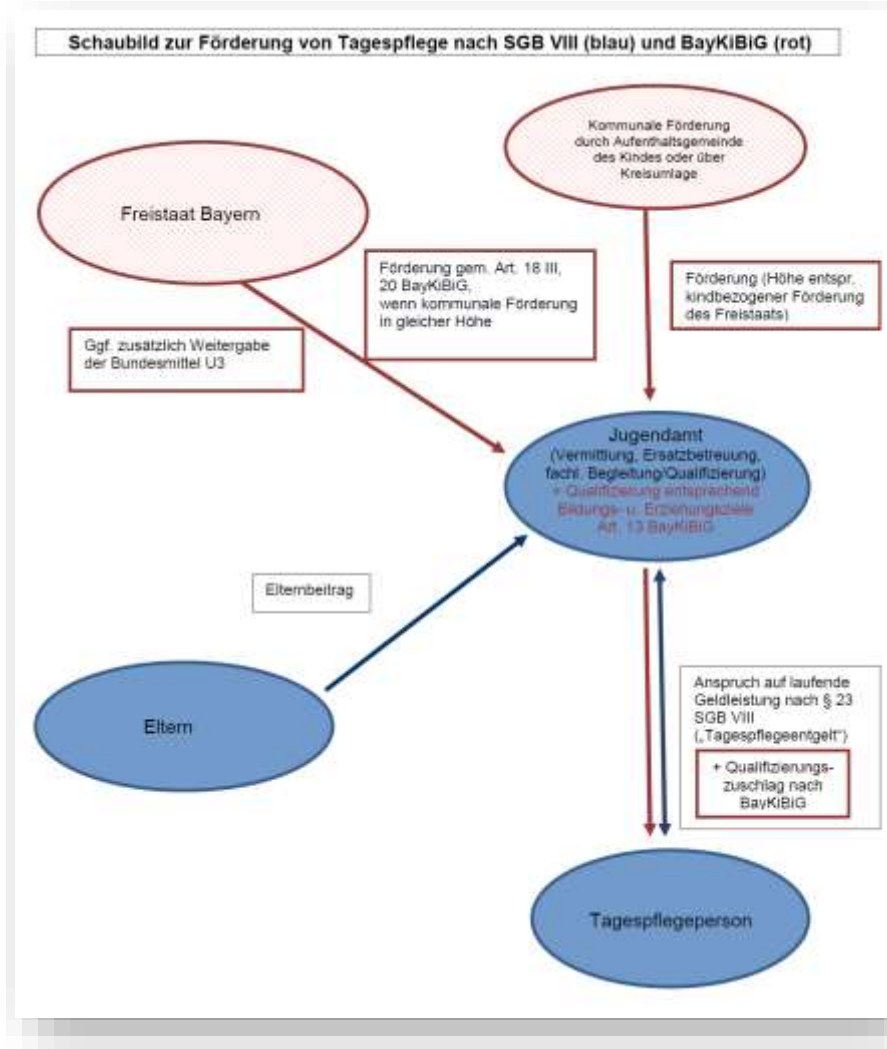 Schaubild zur Förderung von Tagespflege nach SGB VIII (blau) und BayKiBiG (rot)
Kommunale Förderung
durch Aufenthaltsgemeinde
des Kindes oder über
Kreisumlage
Freistaat Bayern
Förderung gem. Art. 18 III,
20 BayKiBiG,
wenn kommunale Förderung
in gleicher Höhe
Förderung (Höhe entspr.
kindbezogener Förderung
des Freistaats)
Ggf. zusätzlich Weitergabe
der Bundesmittel U3
Jugendamt
(Vermittlung, Ersatzbetreuung,
fachl. Begleitung/Qualifizierung)
+ Qualifizierung entsprechend
Bildungs- u. Erziehungsziele
Art. 13 BayKiBiG
Elternbeitrag
Eltern
Anspruch auf laufende
Geldleistung nach § 23
SGB VIII
(„Tagespflegeentgelt“)
+ Qualifizierungs-
zuschlag nach
BayKiBiG
Tagespflegeperson